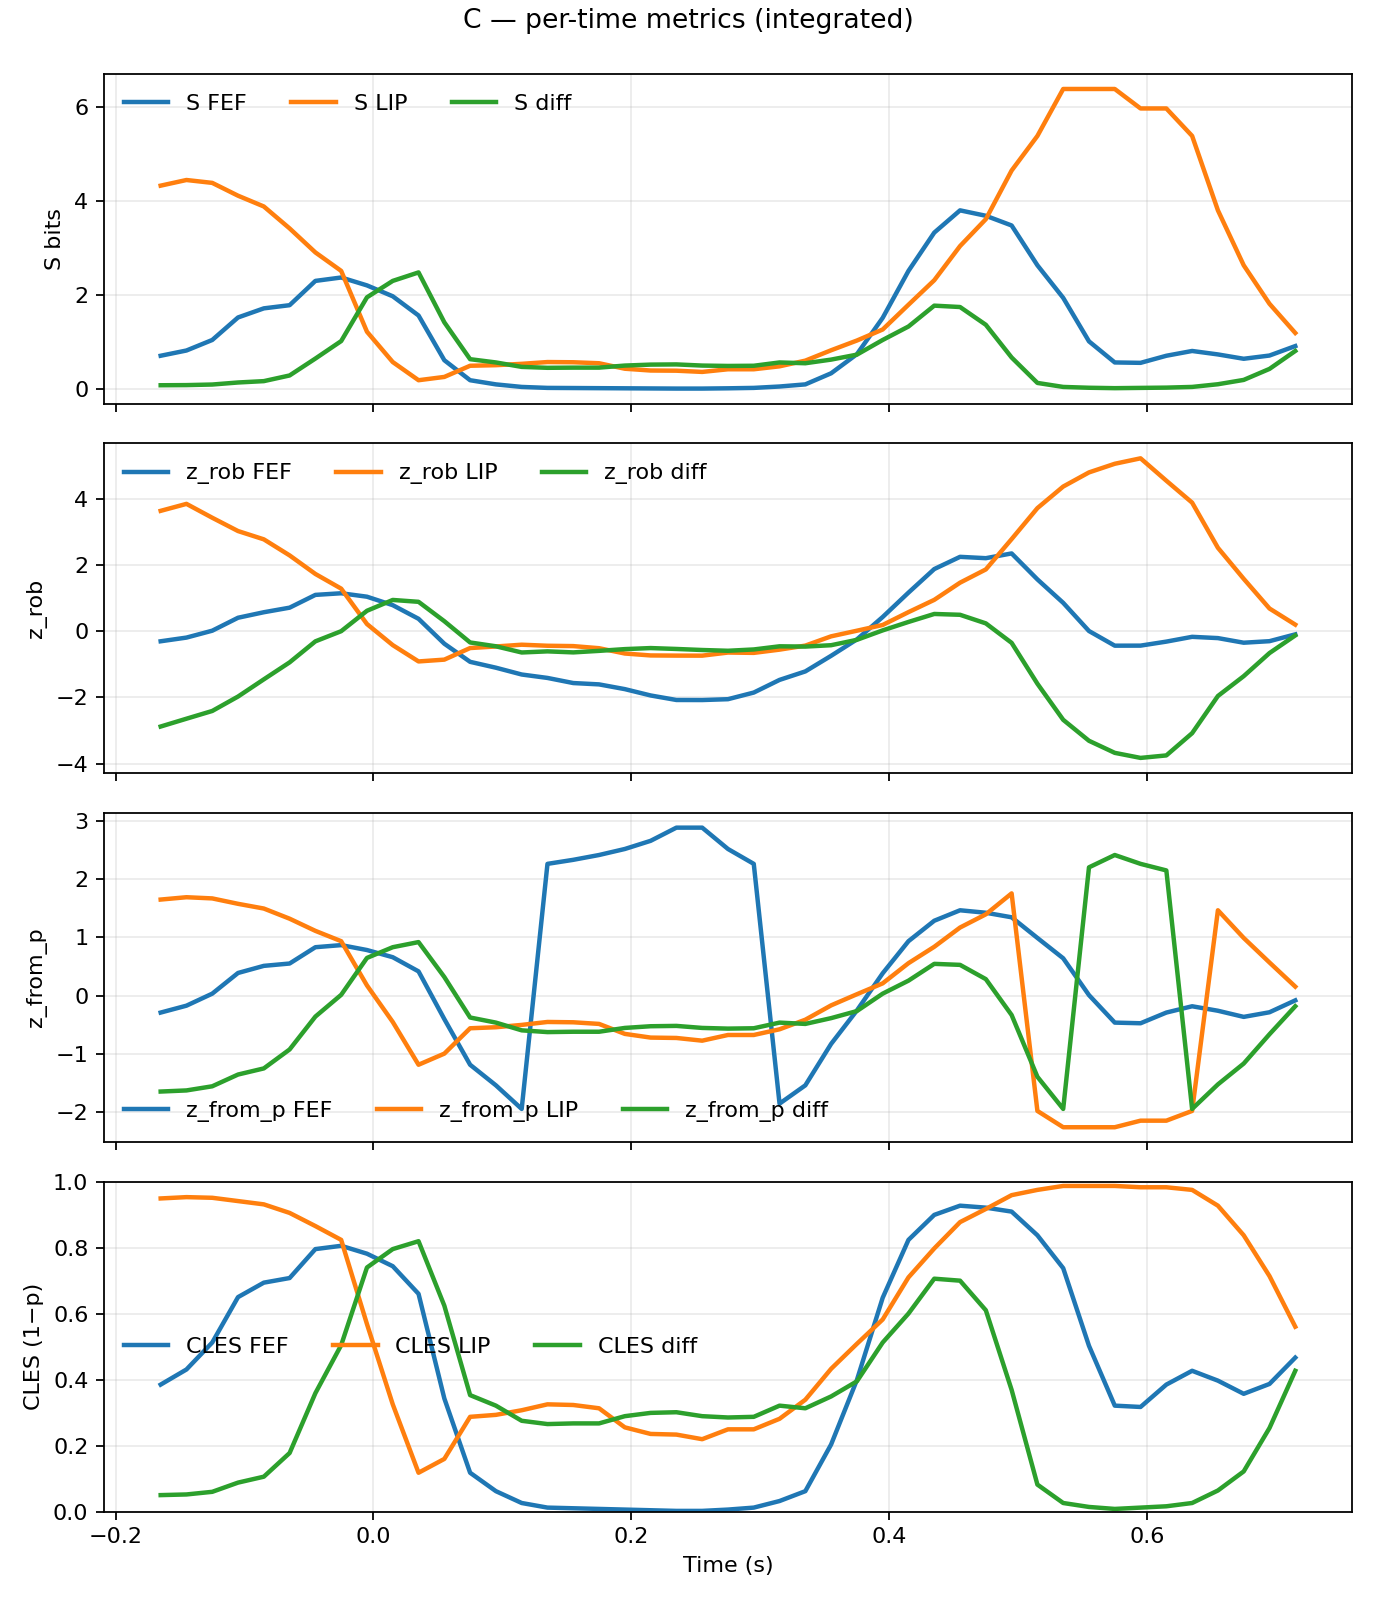 C — per-time metrics (integrated)
S FEF S LIP S diff
6
4
2
0
S bits
z_rob FEF z_rob LIP z_rob diff
4
2
0
−2
−4
z_rob
3
2
1
0
−1
−2
z_from_p
z_from_p FEF z_from_p LIP z_from_p diff
1.0
0.8
0.6
0.4
0.2
0.0
CLES (1−p)
CLES FEF CLES LIP CLES diff
−0.2 0.0 0.2 0.4 0.6
Time (s)